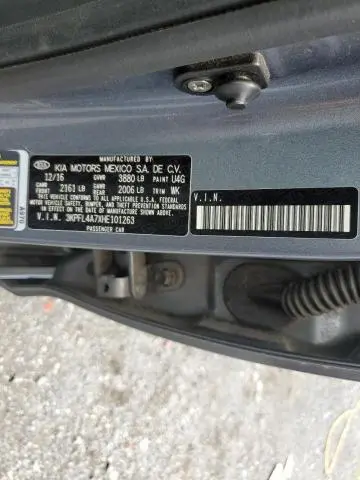 MANUFACTURED BY
KIA KIA MOTORS MEXICO S.A. DE C.V.
12/16 GVWR 3880 LB PAINT U4G
GAWR FRONT 2161 LB GAWR REAR 2006 LB TRIM WK
THIS VEHICLE CONFORMS TO ALL APPLICABLE U.S.A. FEDERAL
MOTOR VEHICLE SAFETY, BUMPER, AND THEFT PREVENTION
STANDARDS IN EFFECT ON THE DATE OF MANUFACTURE SHOWN ABOVE.
V.I.N. 3KPFL4A7XHE101263
PASSENGER CAR
V.I.N.
A970